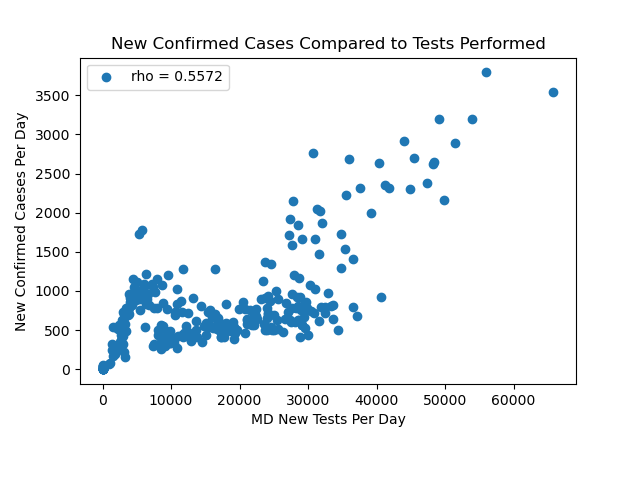 New Confirmed Cases Compared to Tests Performed
rho = 0.5572
New Confirmed Caeses Per Day
3500
3000
2500
2000
1500
1000
500
0
0 10000 20000 30000 40000 50000 60000
MD New Tests Per Day